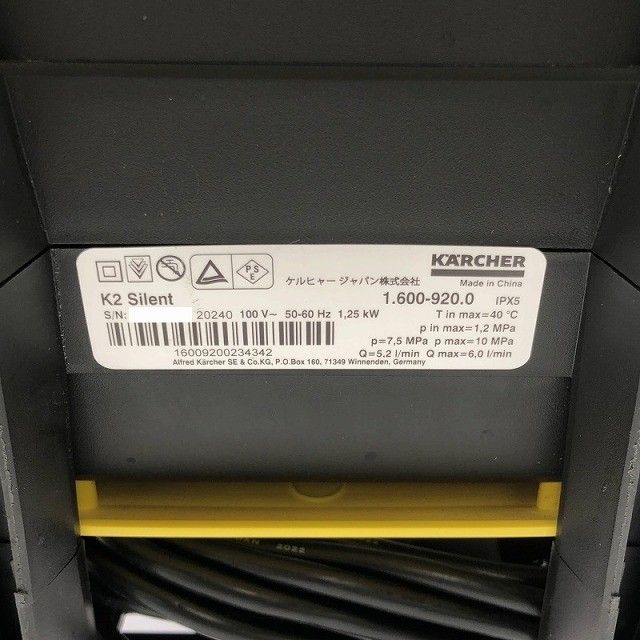 PS
E
ケルヒャー ジャパン株式会社
KÄRCHER
Made in China
K2 Silent
1.600-920.0 IPX5
S/N: 20240 100 V~ 50-60 Hz 1,25 kW
T in max=40 °C
p in max=1,2 MPa
p=7,5 MPa p max=10 MPa
Q=5,2 l/min Q max=6,0 l/min
16009200234342
Alfred Kärcher SE & Co.KG, P.O.Box 160, 71349 Winnenden, Germany
2022